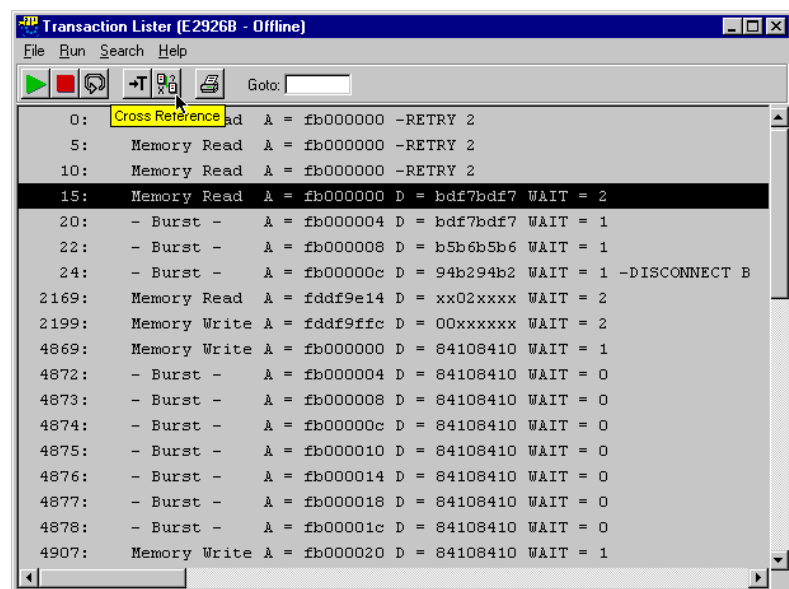 Transaction Lister (E2926B - Offline)
File Run Search Help
Goto:
Cross Reference
0: ad A = fb000000 -RETRY 2
5: Memory Read A = fb000000 -RETRY 2
10: Memory Read A = fb000000 -RETRY 2
15: Memory Read A = fb000000 D = bdf7bdf7 WAIT = 2
20: - Burst - A = fb000004 D = bdf7bdf7 WAIT = 1
22: - Burst - A = fb000008 D = b5b6b5b6 WAIT = 1
24: - Burst - A = fb00000c D = 94b294b2 WAIT = 1 -DISCONNECT B
2169: Memory Read A = fddf9e14 D = xx02xxxx WAIT = 2
2199: Memory Write A = fddf9ffc D = 00xxxxxx WAIT = 2
4869: Memory Write A = fb000000 D = 84108410 WAIT = 1
4872: - Burst - A = fb000004 D = 84108410 WAIT = 0
4873: - Burst - A = fb000008 D = 84108410 WAIT = 0
4874: - Burst - A = fb00000c D = 84108410 WAIT = 0
4875: - Burst - A = fb000010 D = 84108410 WAIT = 0
4876: - Burst - A = fb000014 D = 84108410 WAIT = 0
4877: - Burst - A = fb000018 D = 84108410 WAIT = 0
4878: - Burst - A = fb00001c D = 84108410 WAIT = 0
4907: Memory Write A = fb000020 D = 84108410 WAIT = 1